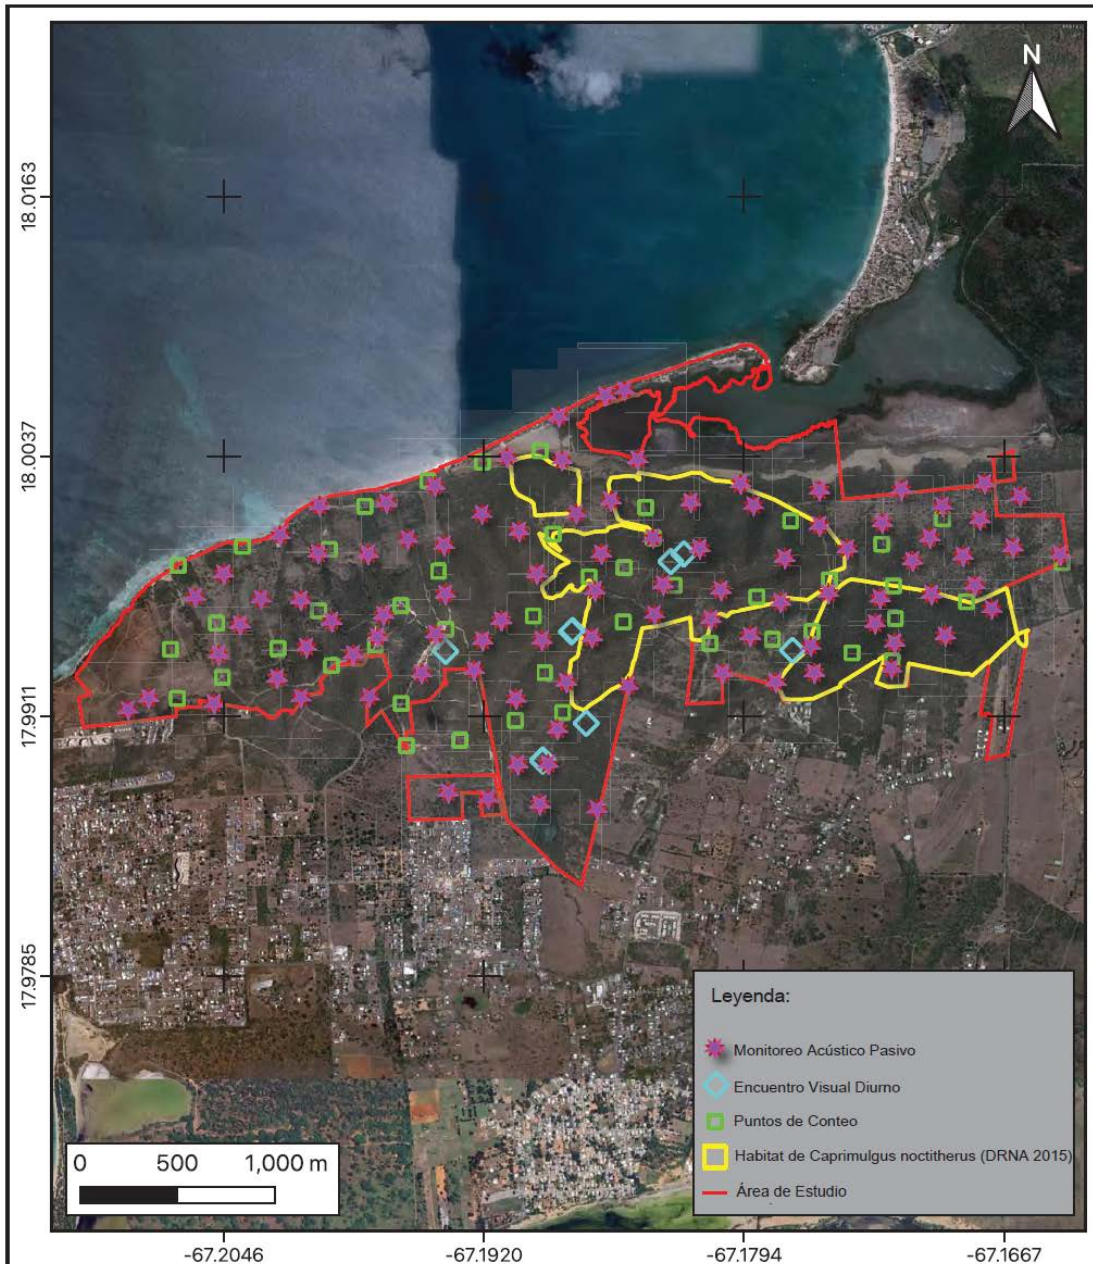 N
18.0163
18.0037
17.9911
17.9785
Leyenda:
Monitoreo Acústico Pasivo
Encuentro Visual Diurno
Puntos de Conteo
Habitat de Caprimulgus noctitherus (DRNA 2015)
Área de Estudio
0 500 1,000 m
-67.2046 -67.1920 -67.1794 -67.1667